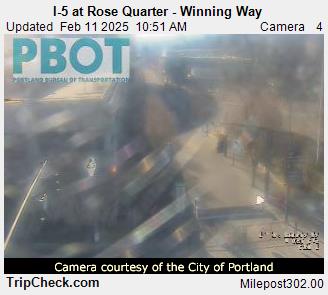 I-5 at Rose Quarter - Winning Way
Updated Feb 11 2025 10:51 AM Camera 4
PBOT
PORTLAND BUREAU OF TRANSPORTATION
Camera courtesy of the City of Portland
TripCheck.com Milepost302.00